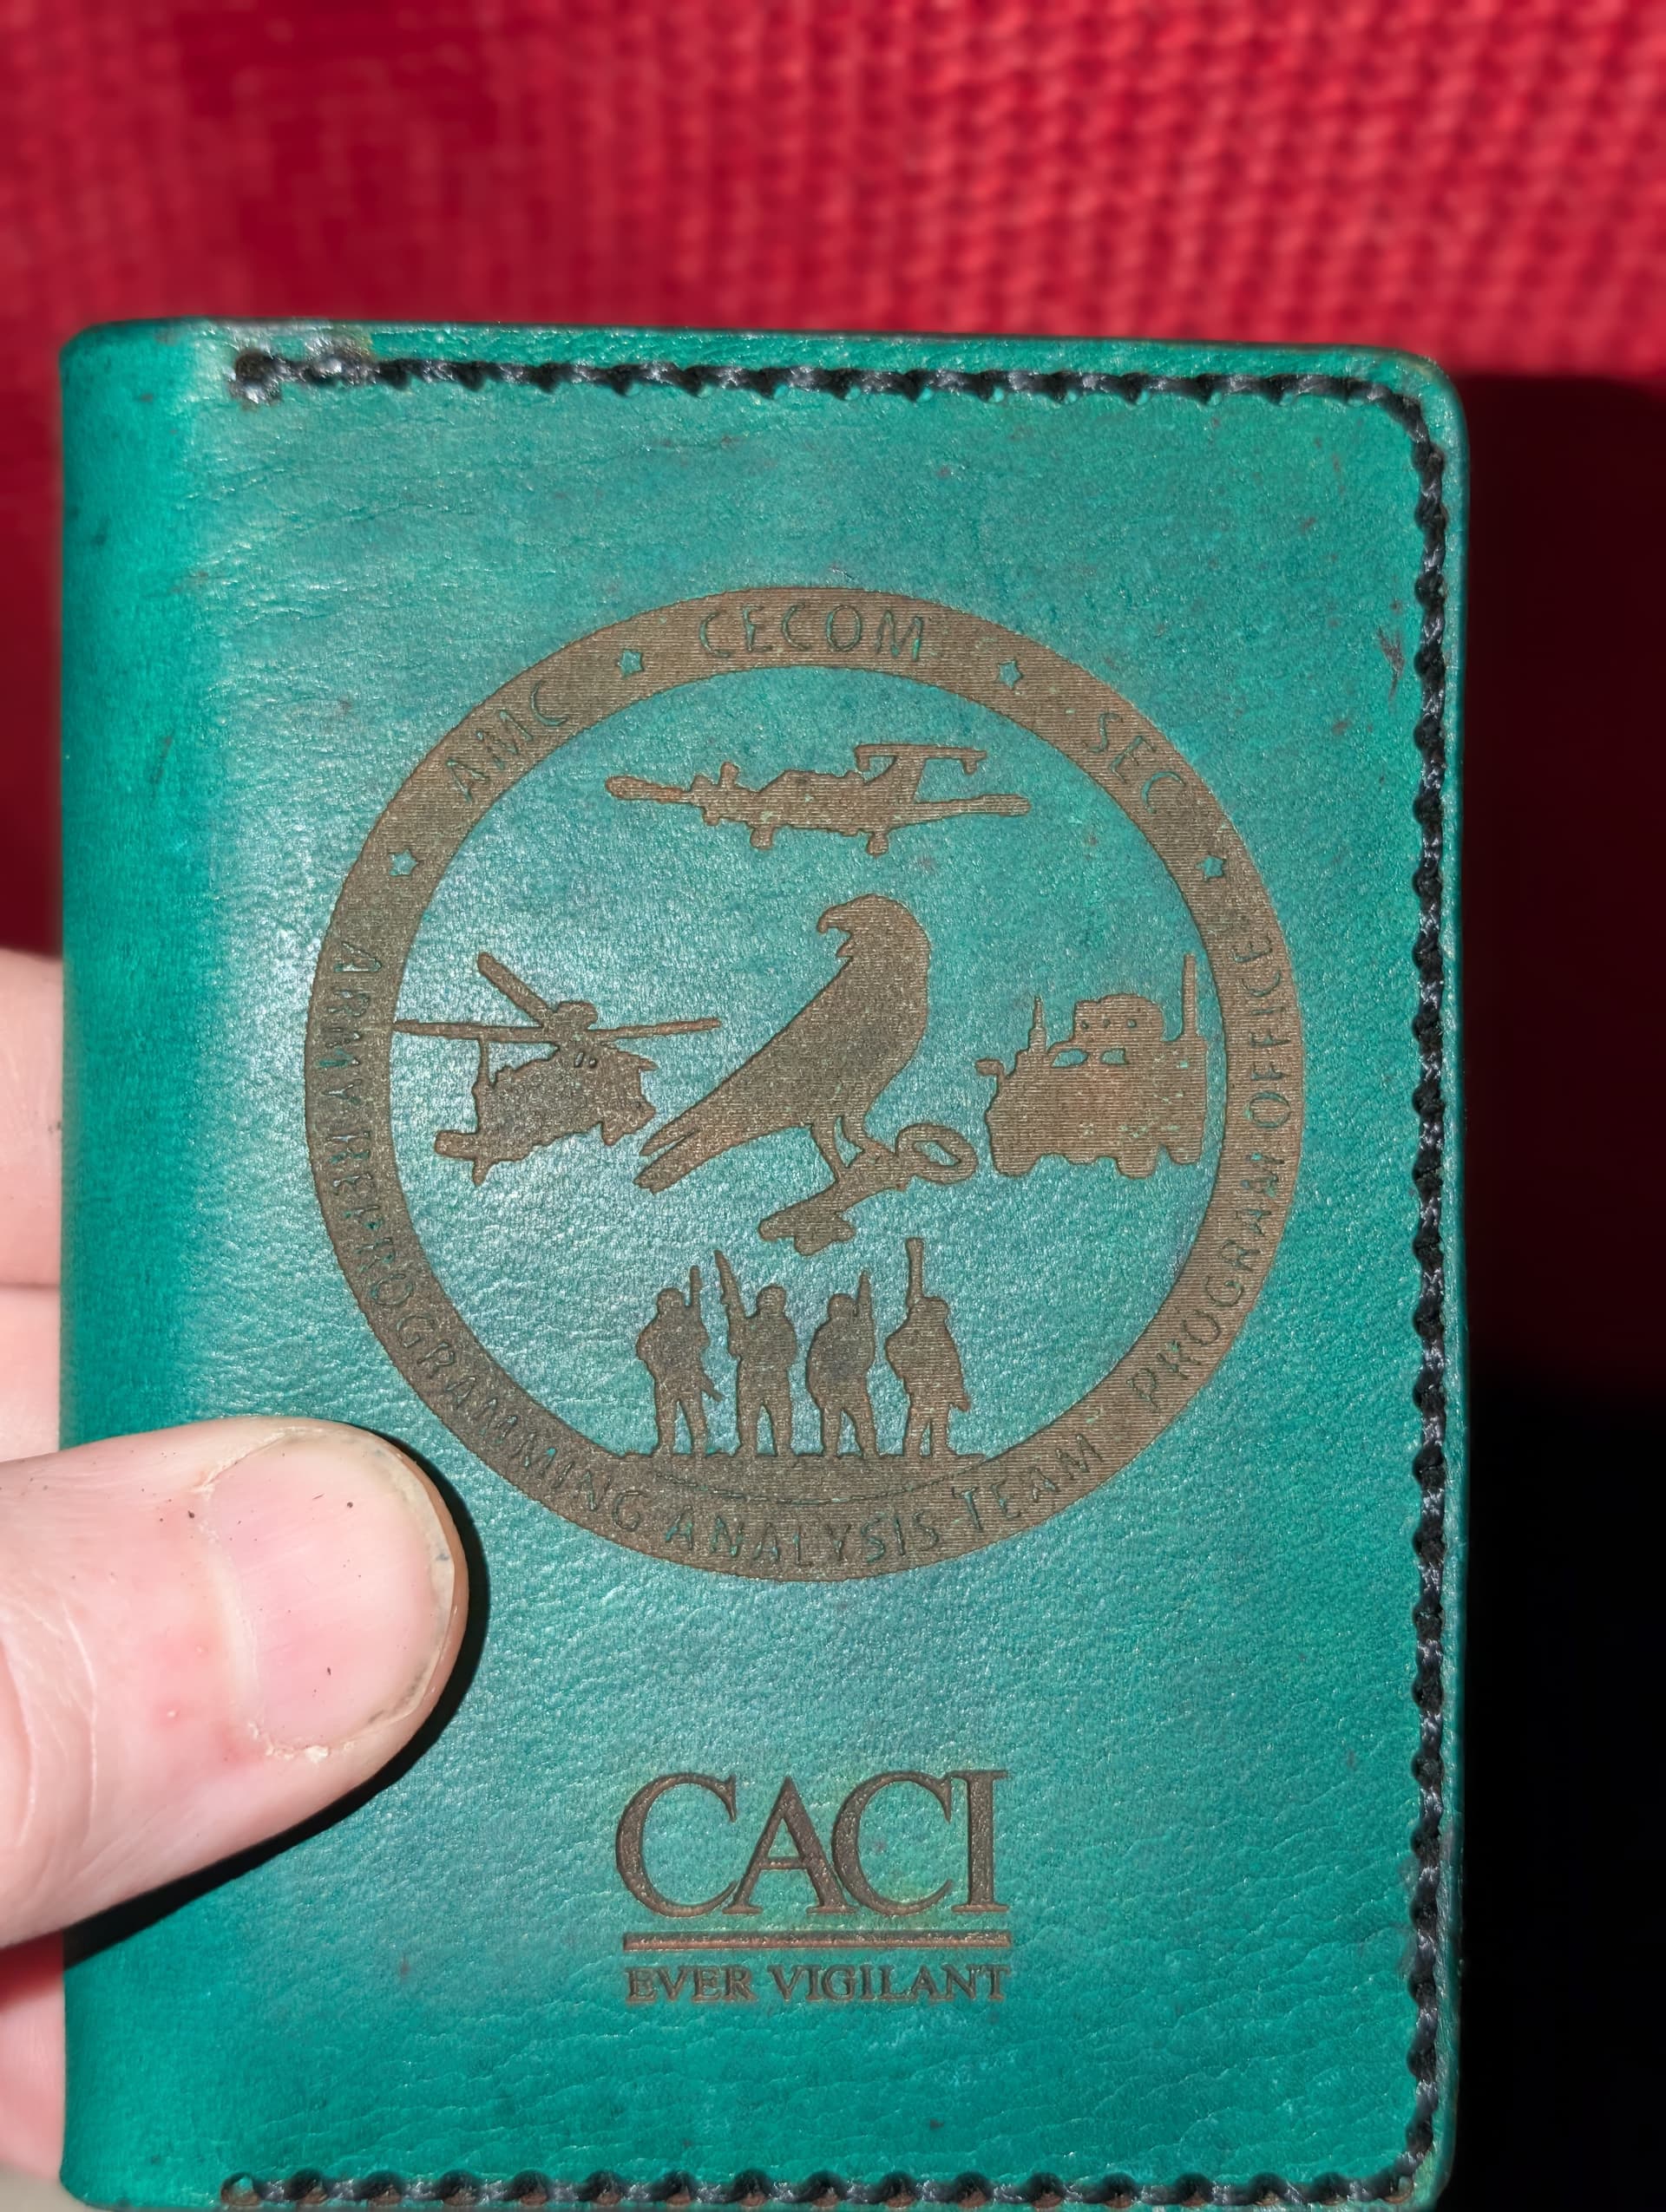 AMC ★ CECOM ★ SEC
ARMY REPROGRAMMING ANALYSIS TEAM PROGRAM OFFICE
CACI
EVER VIGILANT